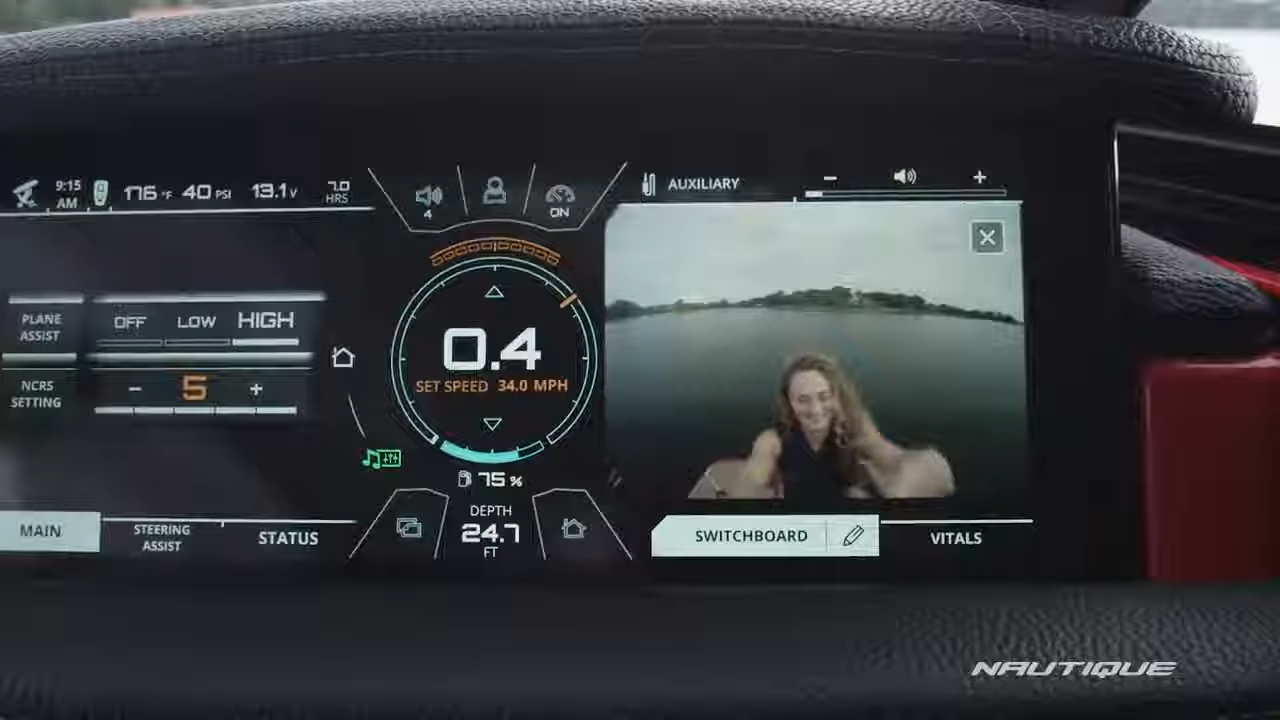 9:15
AM
176 °F
40 PSI
13.1 V
7.0
HRS
4
ON
AUXILIARY
PLANE
ASSIST
OFF
LOW
HIGH
NCRS
SETTING
5
0.4
SET SPEED 34.0 MPH
75 %
DEPTH
24.7
FT
MAIN
STEERING
ASSIST
STATUS
SWITCHBOARD
VITALS
NAUTIQUE